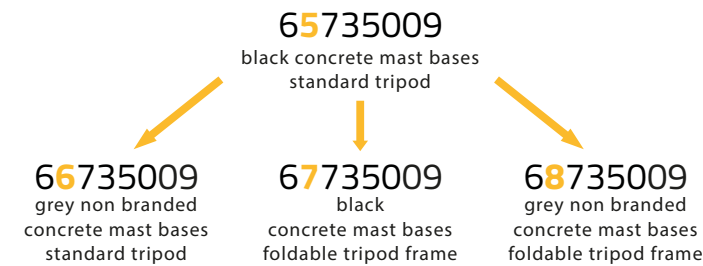 65735009
black concrete mast bases
standard tripod
66735009
grey non branded
concrete mast bases
standard tripod
67735009
black
concrete mast bases
foldable tripod frame
68735009
grey non branded
concrete mast bases
foldable tripod frame